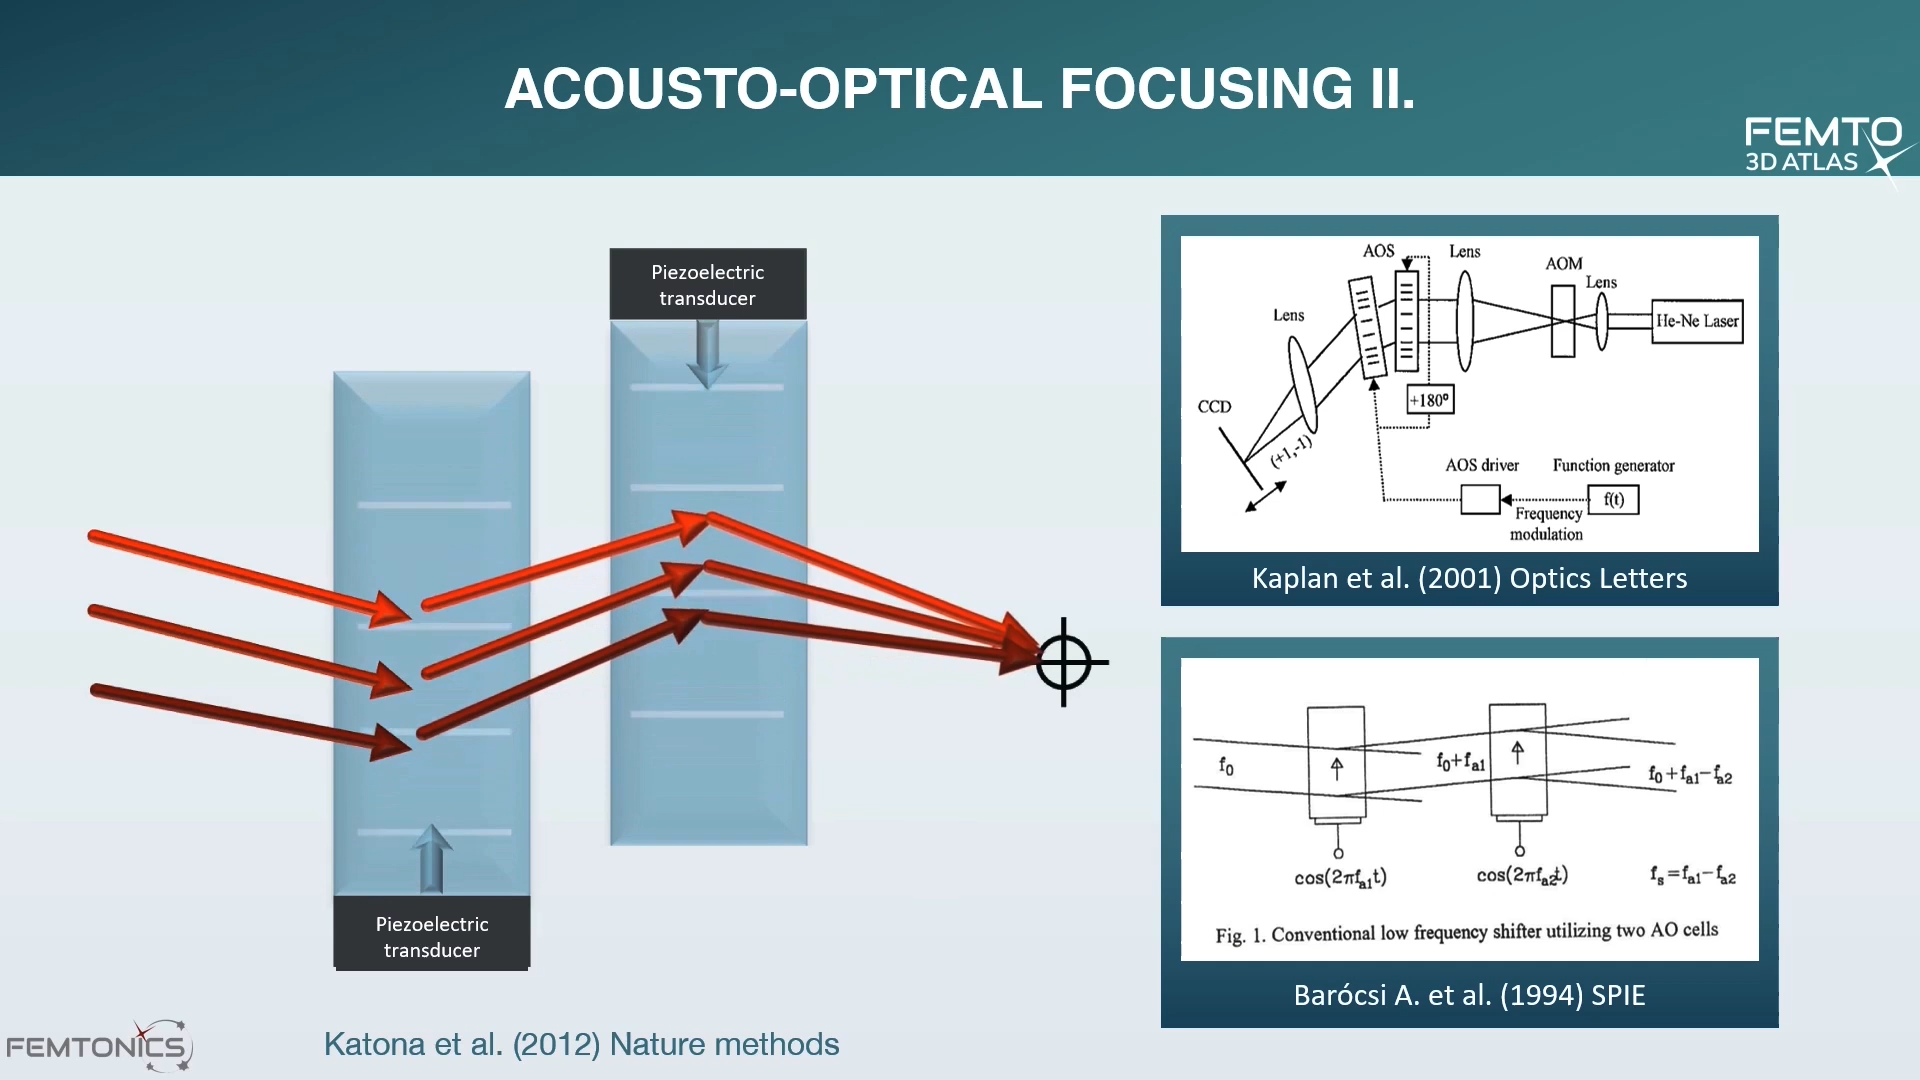 ACOUSTO-OPTICAL FOCUSING II.
FEMTO
3D ATLAS
Piezoelectric
transducer
Piezoelectric
transducer
Katona et al. (2012) Nature methods
FEMTONICS
AOS
Lens
AOM
Lens
He-Ne Laser
Lens
CCD
+180º
(+1,-1)
AOS driver
Function generator
f(t)
Frequency
modulation
Kaplan et al. (2001) Optics Letters
f₀
f₀+fₐ₁
f₀+fₐ₁−fₐ₂
cos(2πfₐ₁t)
cos(2πfₐ₂t)
fₛ=fₐ₁−fₐ₂
Fig. 1. Conventional low frequency shifter utilizing two AO cells
Barócsi A. et al. (1994) SPIE